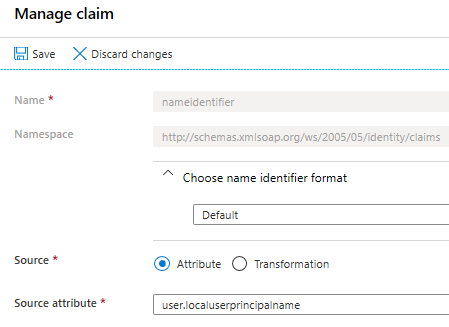 Manage claim
Save Discard changes
Name *
nameidentifier
Namespace
http://schemas.xmlsoap.org/ws/2005/05/identity/claims
Choose name identifier format
Default
Source *
Attribute Transformation
Source attribute *
user.localuserprincipalname